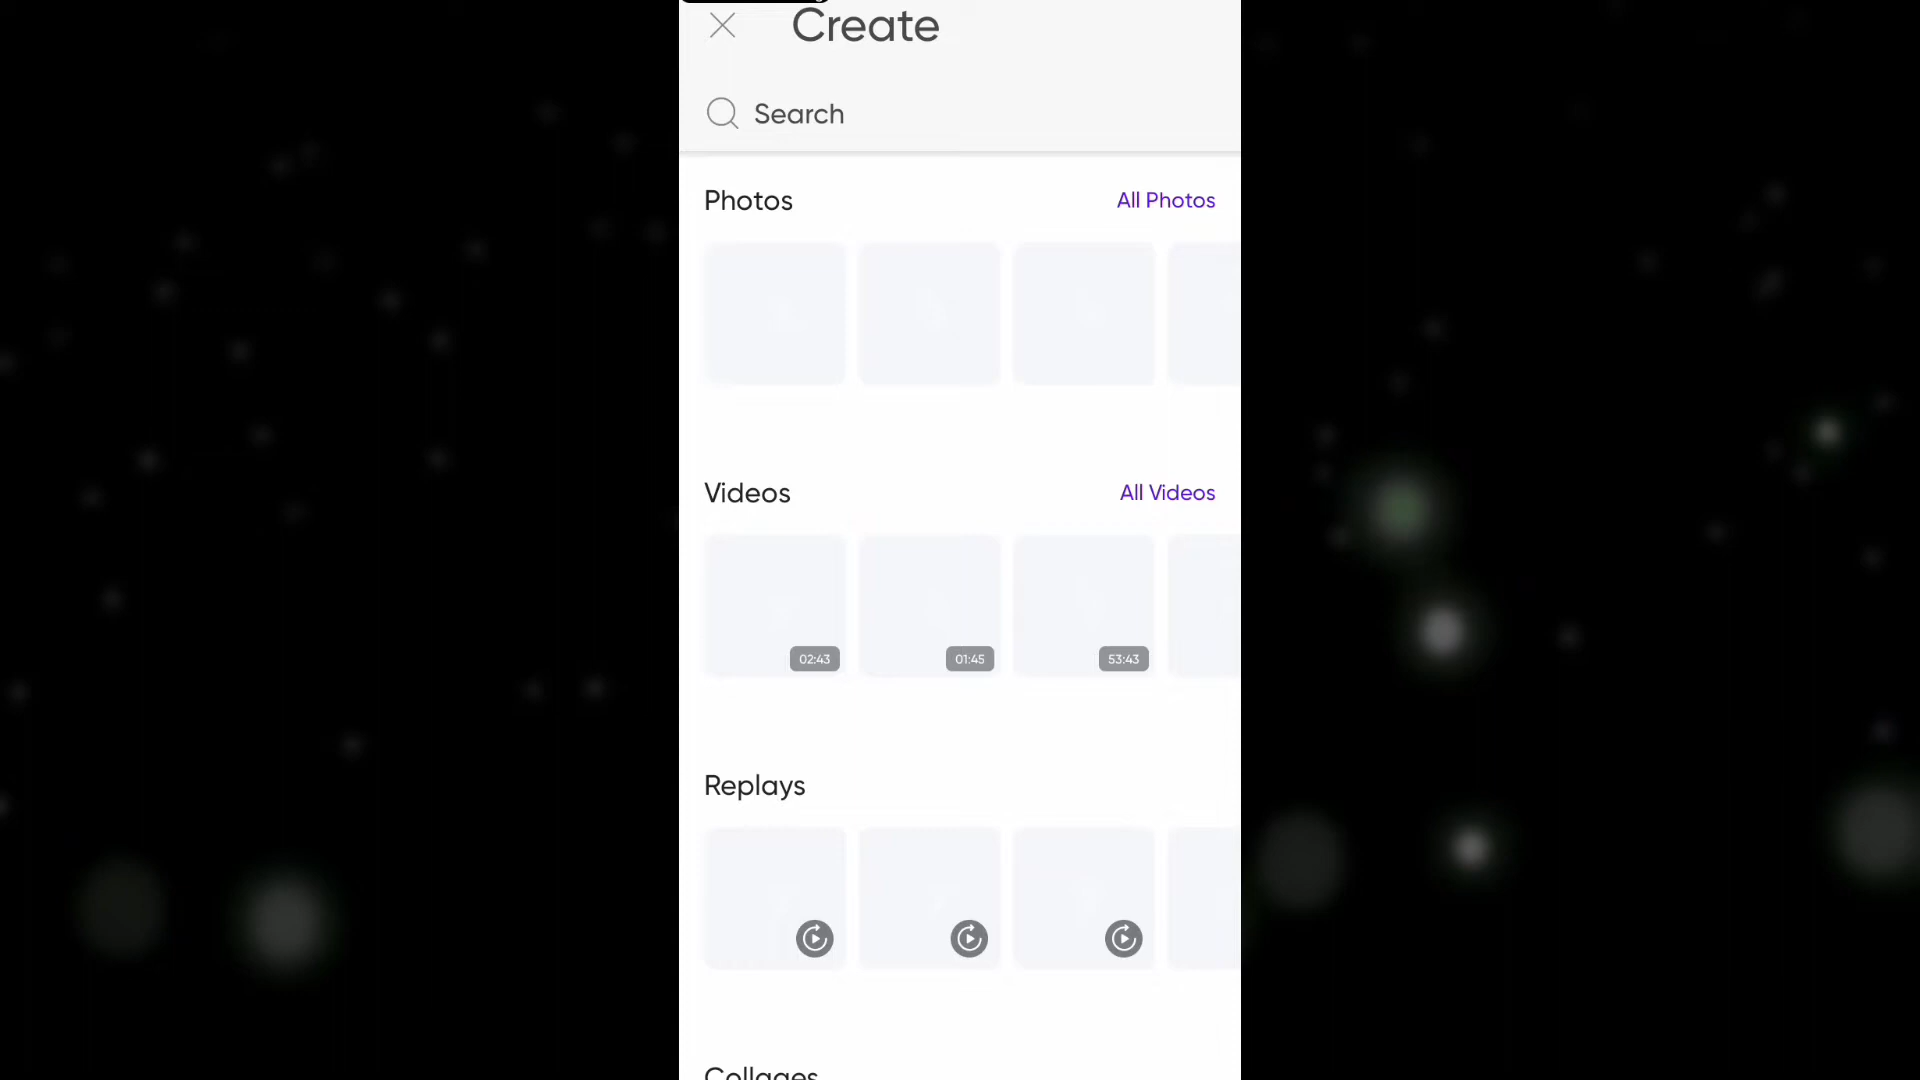 Create
Search
Photos
All Photos
Videos
All Videos
02:43
01:45
53:43
Replays
Collages